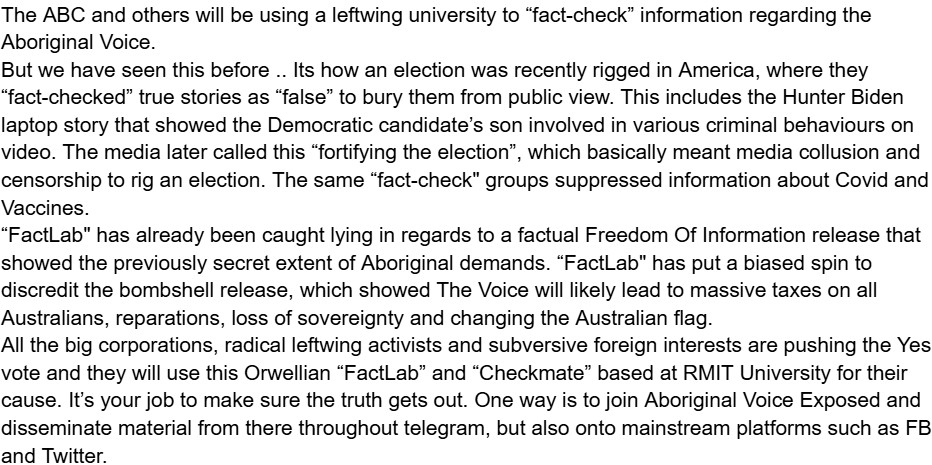 The ABC and others will be using a leftwing university to “fact-check” information regarding the
Aboriginal Voice.
But we have seen this before .. Its how an election was recently rigged in America, where they
“fact-checked” true stories as “false” to bury them from public view. This includes the Hunter Biden
laptop story that showed the Democratic candidate’s son involved in various criminal behaviours on
video. The media later called this “fortifying the election”, which basically meant media collusion and
censorship to rig an election. The same “fact-check" groups suppressed information about Covid and
Vaccines.
“FactLab" has already been caught lying in regards to a factual Freedom Of Information release that
showed the previously secret extent of Aboriginal demands. “FactLab" has put a biased spin to
discredit the bombshell release, which showed The Voice will likely lead to massive taxes on all
Australians, reparations, loss of sovereignty and changing the Australian flag.
All the big corporations, radical leftwing activists and subversive foreign interests are pushing the Yes
vote and they will use this Orwellian “FactLab” and “Checkmate” based at RMIT University for their
cause. It’s your job to make sure the truth gets out. One way is to join Aboriginal Voice Exposed and
disseminate material from there throughout telegram, but also onto mainstream platforms such as FB
and Twitter.